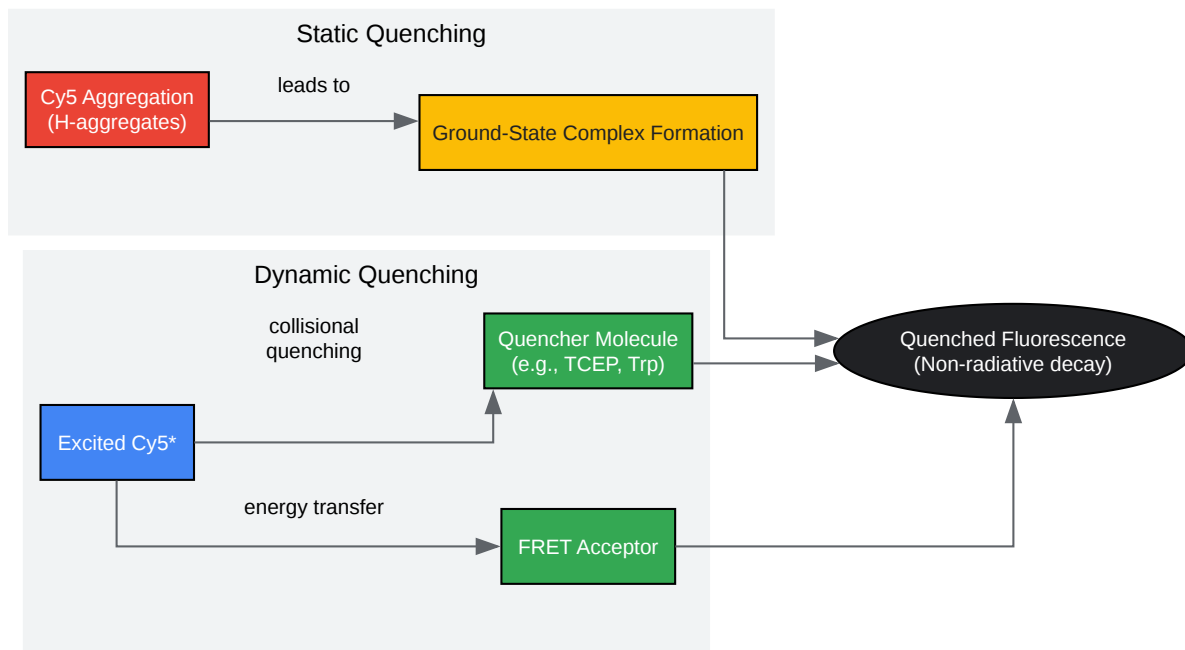 Static Quenching
Cy5 Aggregation
(H-aggregates)
leads to
Ground-State Complex Formation
Dynamic Quenching
collisional
quenching
Quencher Molecule
(e.g., TCEP, Trp)
Quenched Fluorescence
(Non-radiative decay)
Excited Cy5*
energy transfer
FRET Acceptor